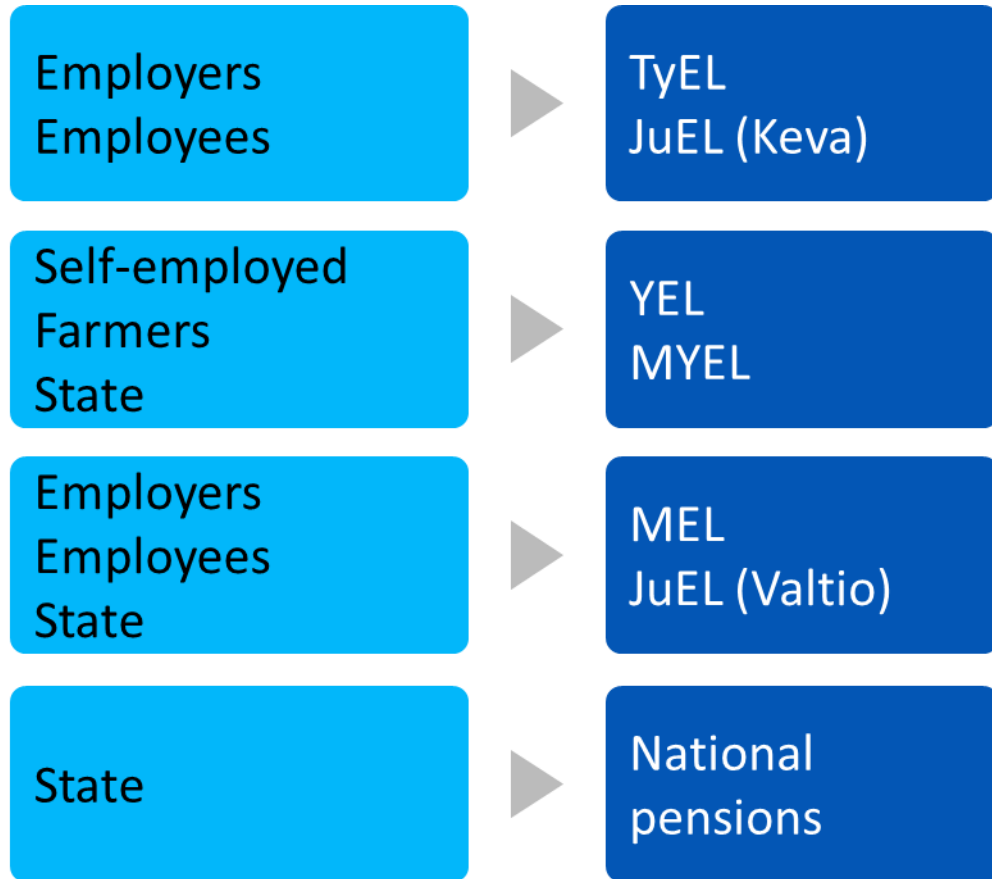 Employers
Employees
TyEL
JuEL (Keva)
Self-employed
Farmers
State
YEL
MYEL
Employers
Employees
State
MEL
JuEL (Valtio)
State
National
pensions